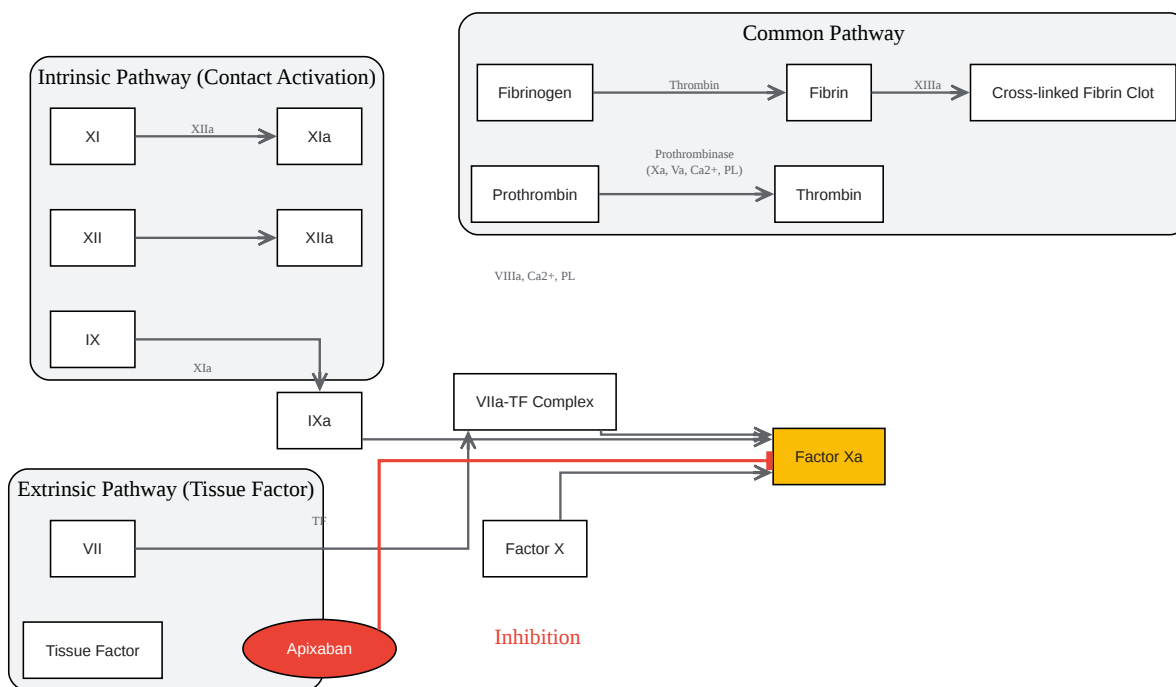 Common Pathway
Fibrinogen
Thrombin
Fibrin
XIIIa
Cross-linked Fibrin Clot
Prothrombin
Prothrombinase
(Xa, Va, Ca2+, PL)
Thrombin
Intrinsic Pathway (Contact Activation)
XI
XIIa
XIa
XII
XIIa
IX
XIa
VIIIa, Ca2+, PL
IXa
VIIa-TF Complex
Factor Xa
Extrinsic Pathway (Tissue Factor)
VII
TF
Factor X
Tissue Factor
Apixaban
Inhibition